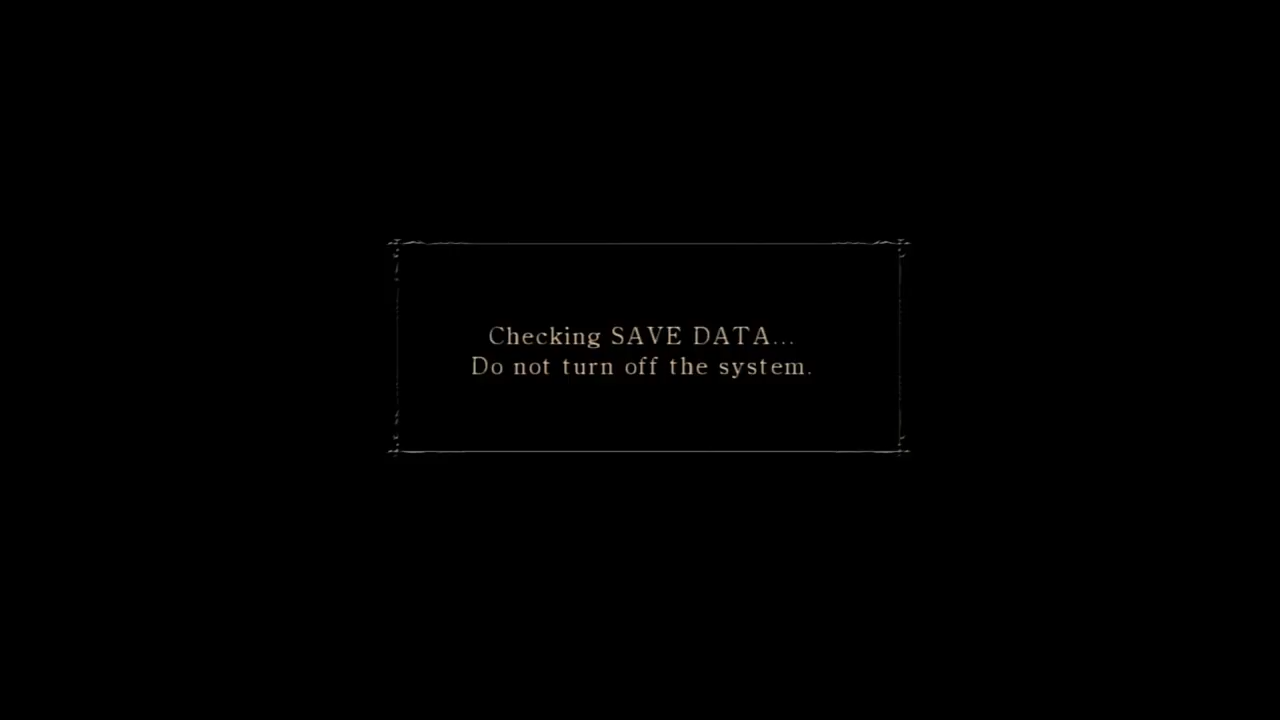 Checking SAVE DATA...
Do not turn off the system.